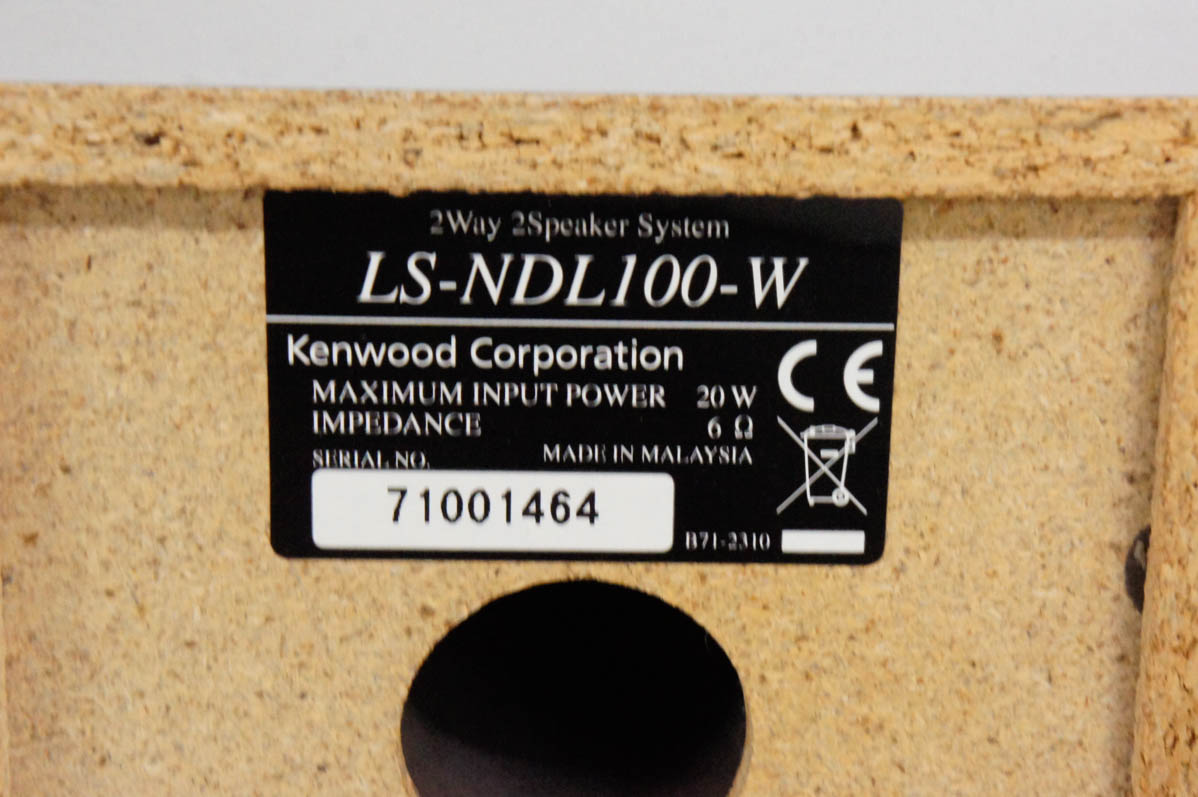 2Way 2Speaker System
LS-NDL100-W
Kenwood Corporation
MAXIMUM INPUT POWER 20 W
IMPEDANCE 6 Ω
SERIAL NO. MADE IN MALAYSIA
71001464
B71-2310
CE